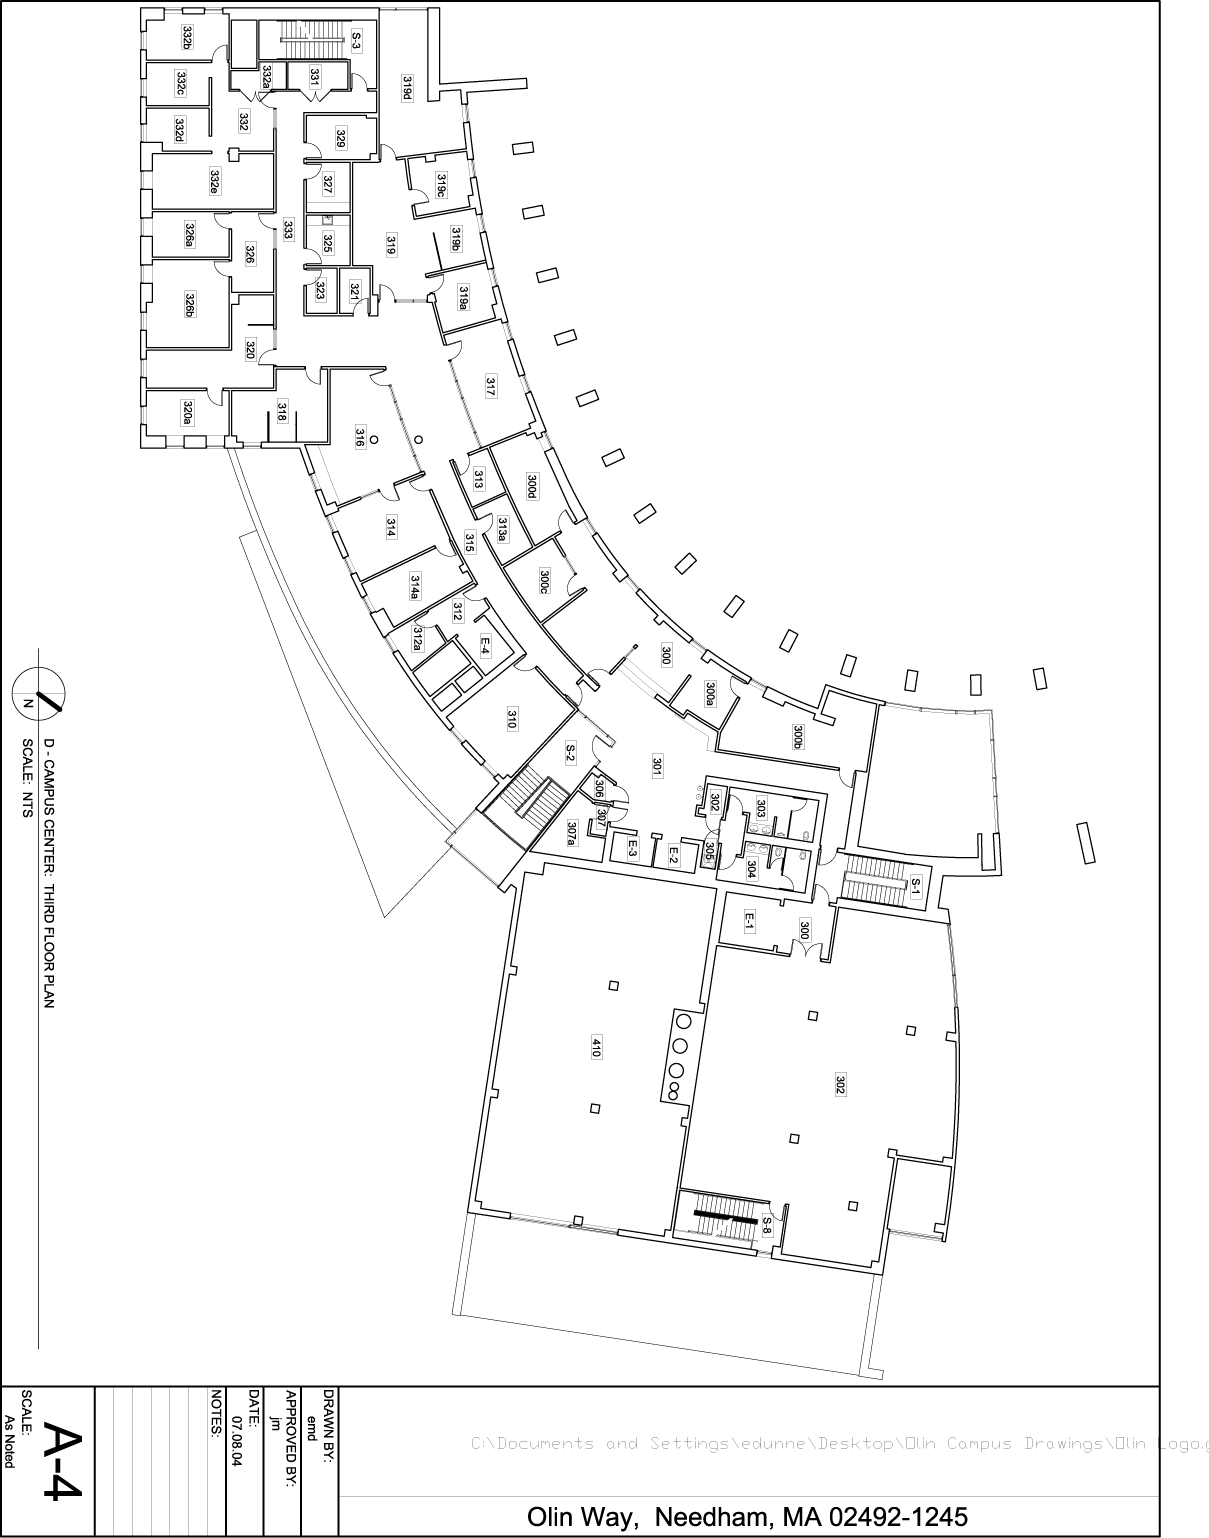 332b
S-3
332c
332a
331
319d
332d
332
329
332e
327
319c
326a
333
325
319
319b
326
326b
323
321
319a
320
317
320a
318
316
313
300d
314
315
313a
314a
300c
312
312a
E-4
300
300a
310
300b
S-2
301
306
302
303
307
307a
E-3
E-2
305
304
S-1
E-1
300
410
302
S-8
N
D - CAMPUS CENTER: THIRD FLOOR PLAN
SCALE: NTS
DRAWN BY:
emd
APPROVED BY:
jm
DATE:
07.08.04
NOTES:
A-4
SCALE:
As Noted
C:\Documents and Settings\edunne\Desktop\Olin Campus Drawings\Olin Logo.g
Olin Way, Needham, MA 02492-1245